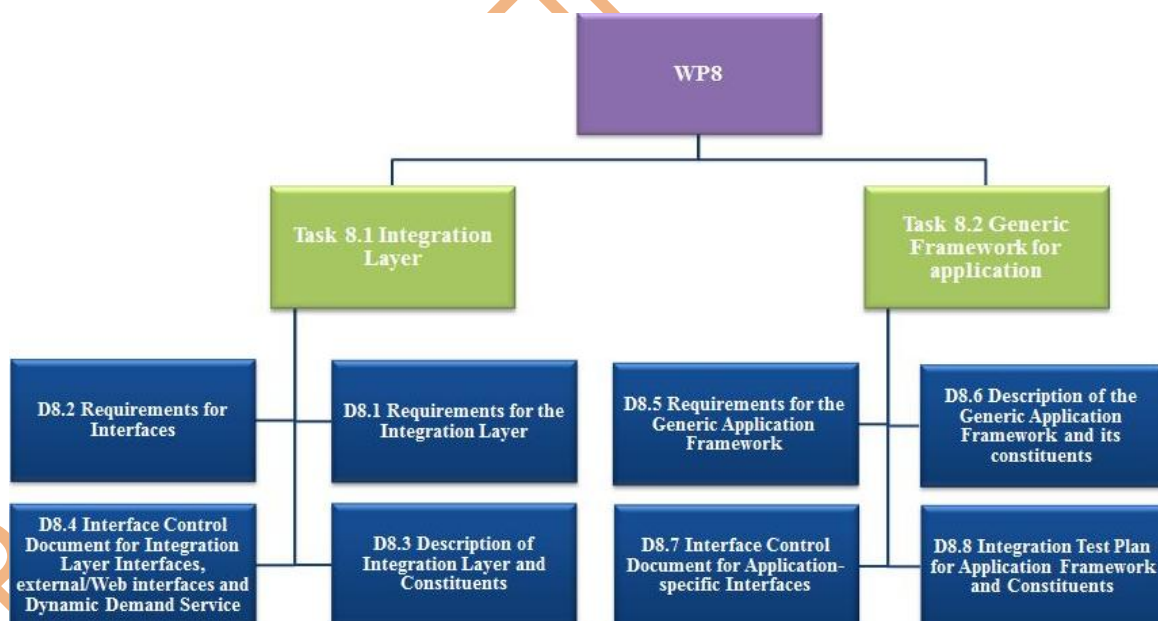 WP8
Task 8.1 Integration
Layer
Task 8.2 Generic
Framework for
application
D8.2 Requirements for
Interfaces
D8.1 Requirements for the
Integration Layer
D8.5 Requirements for the
Generic Application
Framework
D8.6 Description of the
Generic Application
Framework and its
constituents
D8.4 Interface Control
Document for Integration
Layer Interfaces,
external/Web interfaces and
Dynamic Demand Service
D8.3 Description of
Integration Layer and
Constituents
D8.7 Interface Control
Document for Application-
specific Interfaces
D8.8 Integration Test Plan
for Application Framework
and Constituents